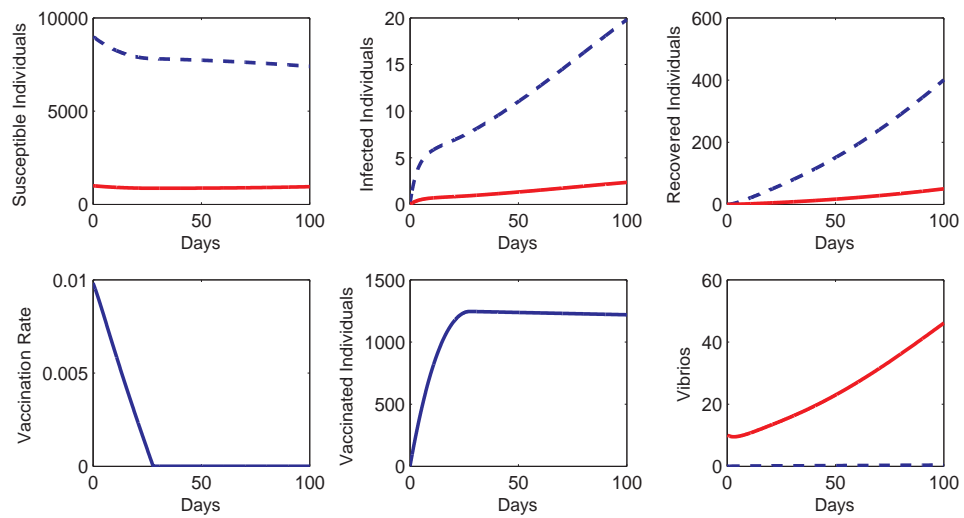 Susceptible Individuals
10000
5000
0
0 50 100
Days
Infected Individuals
20
15
10
5
0
0 50 100
Days
Recovered Individuals
600
400
200
0
0 50 100
Days
Vaccination Rate
0.01
0.005
0
0 50 100
Days
Vaccinated Individuals
1500
1000
500
0
0 50 100
Days
Vibrios
60
40
20
0
0 50 100
Days